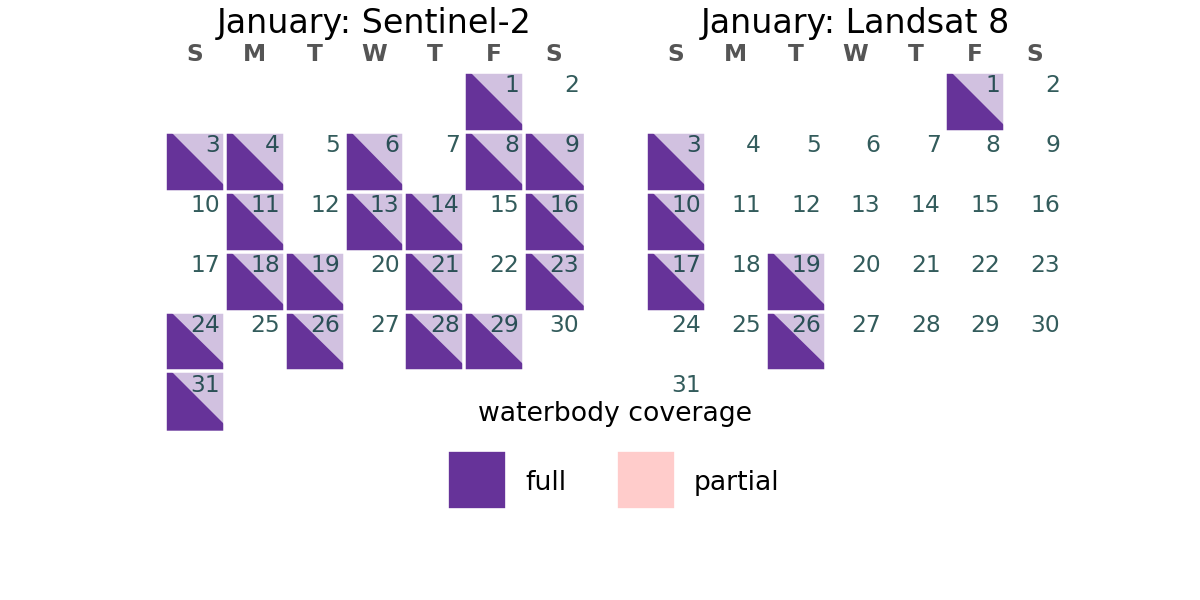 January: Sentinel-2
S M T W T F S
1 2
3 4 5 6 7 8 9
10 11 12 13 14 15 16
17 18 19 20 21 22 23
24 25 26 27 28 29 30
31
January: Landsat 8
S M T W T F S
1 2
3 4 5 6 7 8 9
10 11 12 13 14 15 16
17 18 19 20 21 22 23
24 25 26 27 28 29 30
31
waterbody coverage
full partial